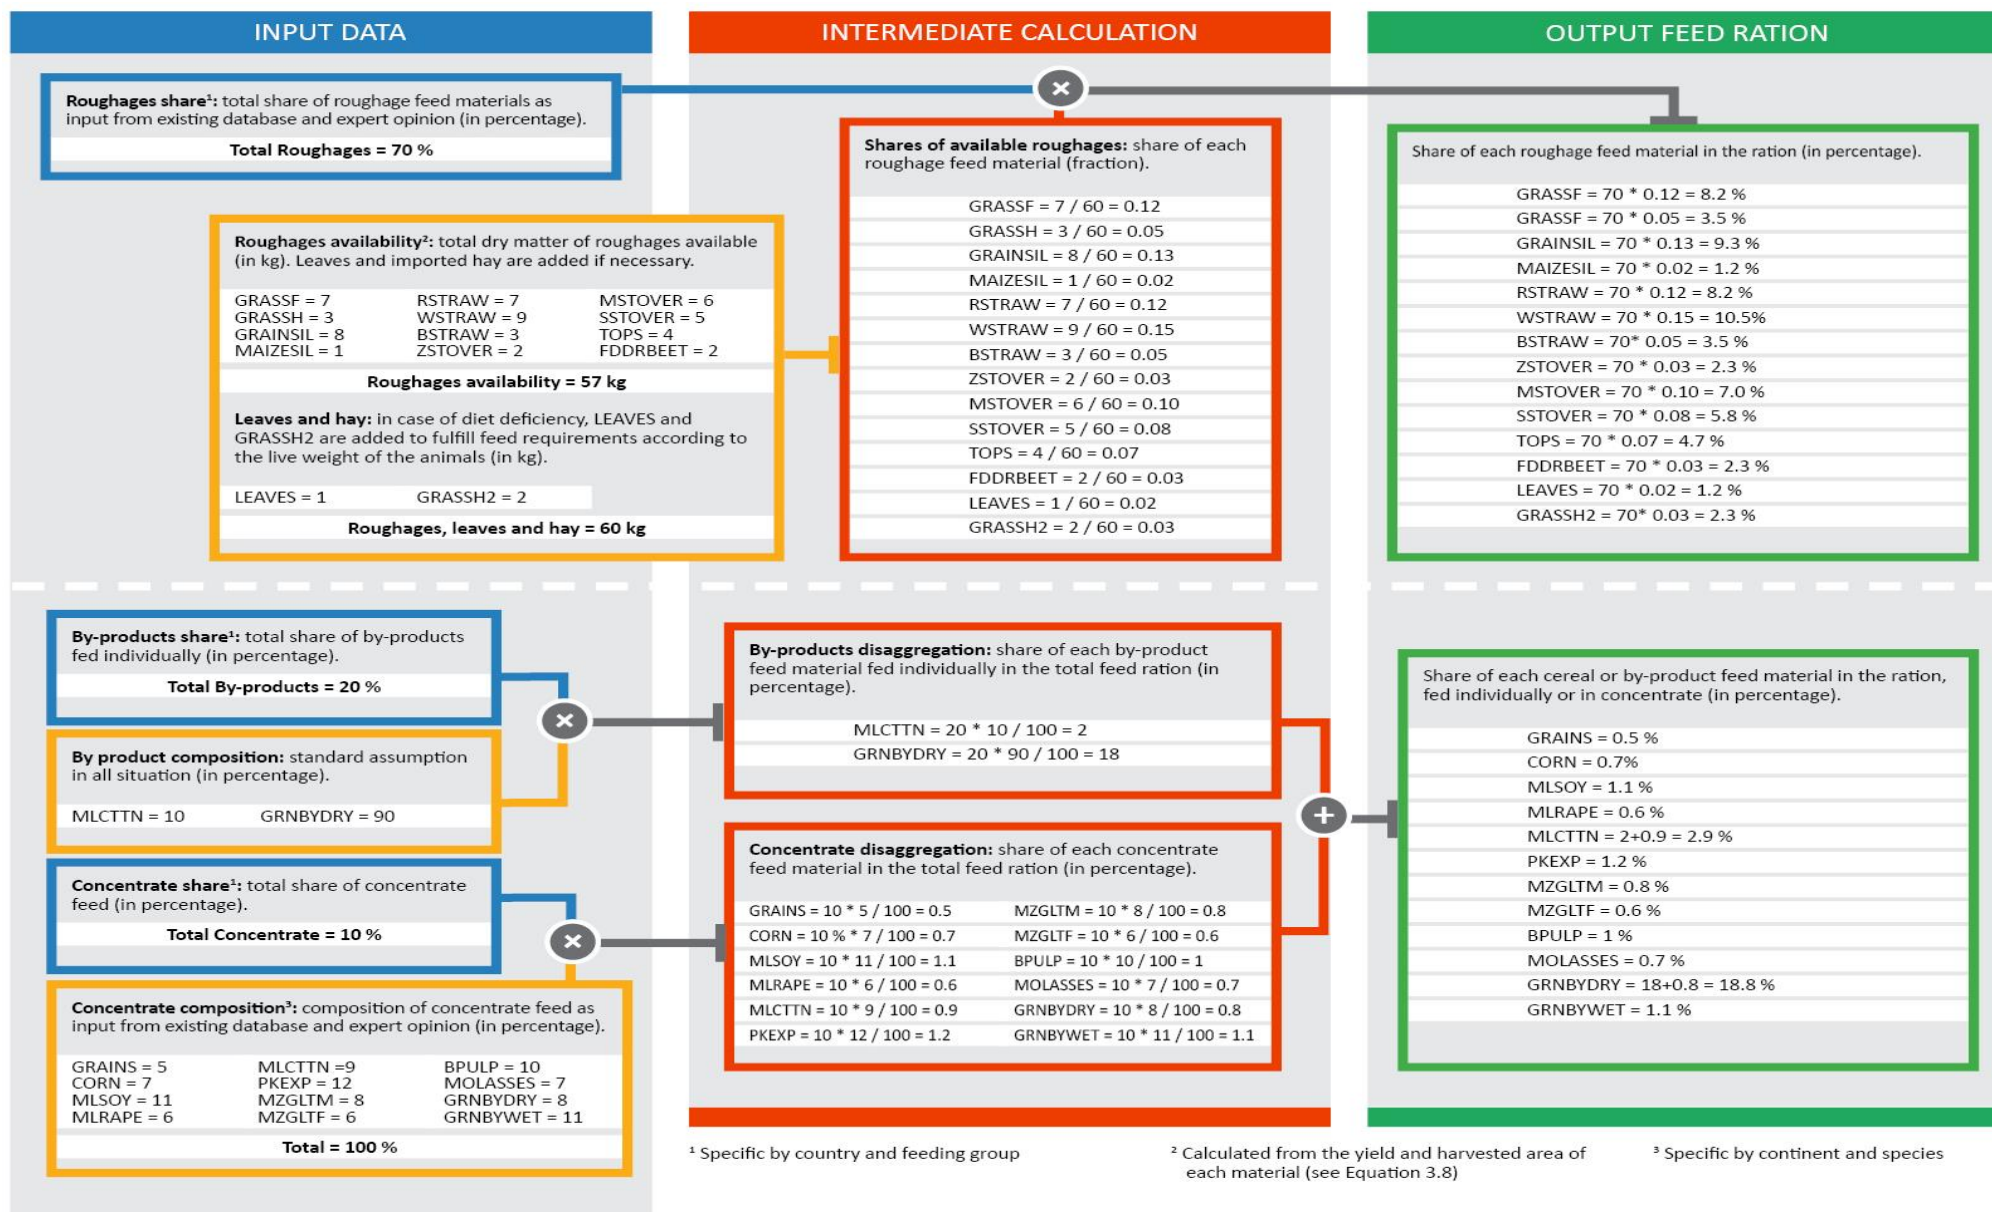 INPUT DATA
Roughages share¹: total share of roughage feed materials as
input from existing database and expert opinion (in percentage).
Total Roughages = 70 %
Roughages availability²: total dry matter of roughages available
(in kg). Leaves and imported hay are added if necessary.
GRASSF = 7 RSTRAW = 7 MSTOVER = 6
GRASSH = 3 WSTRAW = 9 SSTOVER = 5
GRAINSIL = 8 BSTRAW = 3 TOPS = 4
MAIZESIL = 1 ZSTOVER = 2 FDDRBEET = 2
Roughages availability = 57 kg
Leaves and hay: in case of diet deficiency, LEAVES and
GRASSH2 are added to fulfill feed requirements according to
the live weight of the animals (in kg).
LEAVES = 1 GRASSH2 = 2
Roughages, leaves and hay = 60 kg
INTERMEDIATE CALCULATION
×
Shares of available roughages: share of each
roughage feed material (fraction).
GRASSF = 7 / 60 = 0.12
GRASSH = 3 / 60 = 0.05
GRAINSIL = 8 / 60 = 0.13
MAIZESIL = 1 / 60 = 0.02
RSTRAW = 7 / 60 = 0.12
WSTRAW = 9 / 60 = 0.15
BSTRAW = 3 / 60 = 0.05
ZSTOVER = 2 / 60 = 0.03
MSTOVER = 6 / 60 = 0.10
SSTOVER = 5 / 60 = 0.08
TOPS = 4 / 60 = 0.07
FDDRBEET = 2 / 60 = 0.03
LEAVES = 1 / 60 = 0.02
GRASSH2 = 2 / 60 = 0.03
OUTPUT FEED RATION
Share of each roughage feed material in the ration (in percentage).
GRASSF = 70 * 0.12 = 8.2 %
GRASSF = 70 * 0.05 = 3.5 %
GRAINSIL = 70 * 0.13 = 9.3 %
MAIZESIL = 70 * 0.02 = 1.2 %
RSTRAW = 70 * 0.12 = 8.2 %
WSTRAW = 70 * 0.15 = 10.5%
BSTRAW = 70* 0.05 = 3.5 %
ZSTOVER = 70 * 0.03 = 2.3 %
MSTOVER = 70 * 0.10 = 7.0 %
SSTOVER = 70 * 0.08 = 5.8 %
TOPS = 70 * 0.07 = 4.7 %
FDDRBEET = 70 * 0.03 = 2.3 %
LEAVES = 70 * 0.02 = 1.2 %
GRASSH2 = 70* 0.03 = 2.3 %
By-products share¹: total share of by-products
fed individually (in percentage).
Total By-products = 20 %
×
By product composition: standard assumption
in all situation (in percentage).
MLCTTN = 10 GRNBYDRY = 90
Concentrate share¹: total share of concentrate
feed (in percentage).
Total Concentrate = 10 %
×
Concentrate composition³: composition of concentrate feed as
input from existing database and expert opinion (in percentage).
GRAINS = 5 MLCTTN =9 BPULP = 10
CORN = 7 PKEXP = 12 MOLASSES = 7
MLSOY = 11 MZGLTM = 8 GRNBYDRY = 8
MLRAPE = 6 MZGLTF = 6 GRNBYWET = 11
Total = 100 %
By-products disaggregation: share of each by-product
feed material fed individually in the total feed ration (in
percentage).
MLCTTN = 20 * 10 / 100 = 2
GRNBYDRY = 20 * 90 / 100 = 18
Concentrate disaggregation: share of each concentrate
feed material in the total feed ration (in percentage).
GRAINS = 10 * 5 / 100 = 0.5 MZGLTM = 10 * 8 / 100 = 0.8
CORN = 10 % * 7 / 100 = 0.7 MZGLTF = 10 * 6 / 100 = 0.6
MLSOY = 10 * 11 / 100 = 1.1 BPULP = 10 * 10 / 100 = 1
MLRAPE = 10 * 6 / 100 = 0.6 MOLASSES = 10 * 7 / 100 = 0.7
MLCTTN = 10 * 9 / 100 = 0.9 GRNBYDRY = 10 * 8 / 100 = 0.8
PKEXP = 10 * 12 / 100 = 1.2 GRNBYWET = 10 * 11 / 100 = 1.1
+
Share of each cereal or by-product feed material in the ration,
fed individually or in concentrate (in percentage).
GRAINS = 0.5 %
CORN = 0.7%
MLSOY = 1.1 %
MLRAPE = 0.6 %
MLCTTN = 2+0.9 = 2.9 %
PKEXP = 1.2 %
MZGLTM = 0.8 %
MZGLTF = 0.6 %
BPULP = 1 %
MOLASSES = 0.7 %
GRNBYDRY = 18+0.8 = 18.8 %
GRNBYWET = 1.1 %
¹ Specific by country and feeding group
² Calculated from the yield and harvested area of
each material (see Equation 3.8)
³ Specific by continent and species